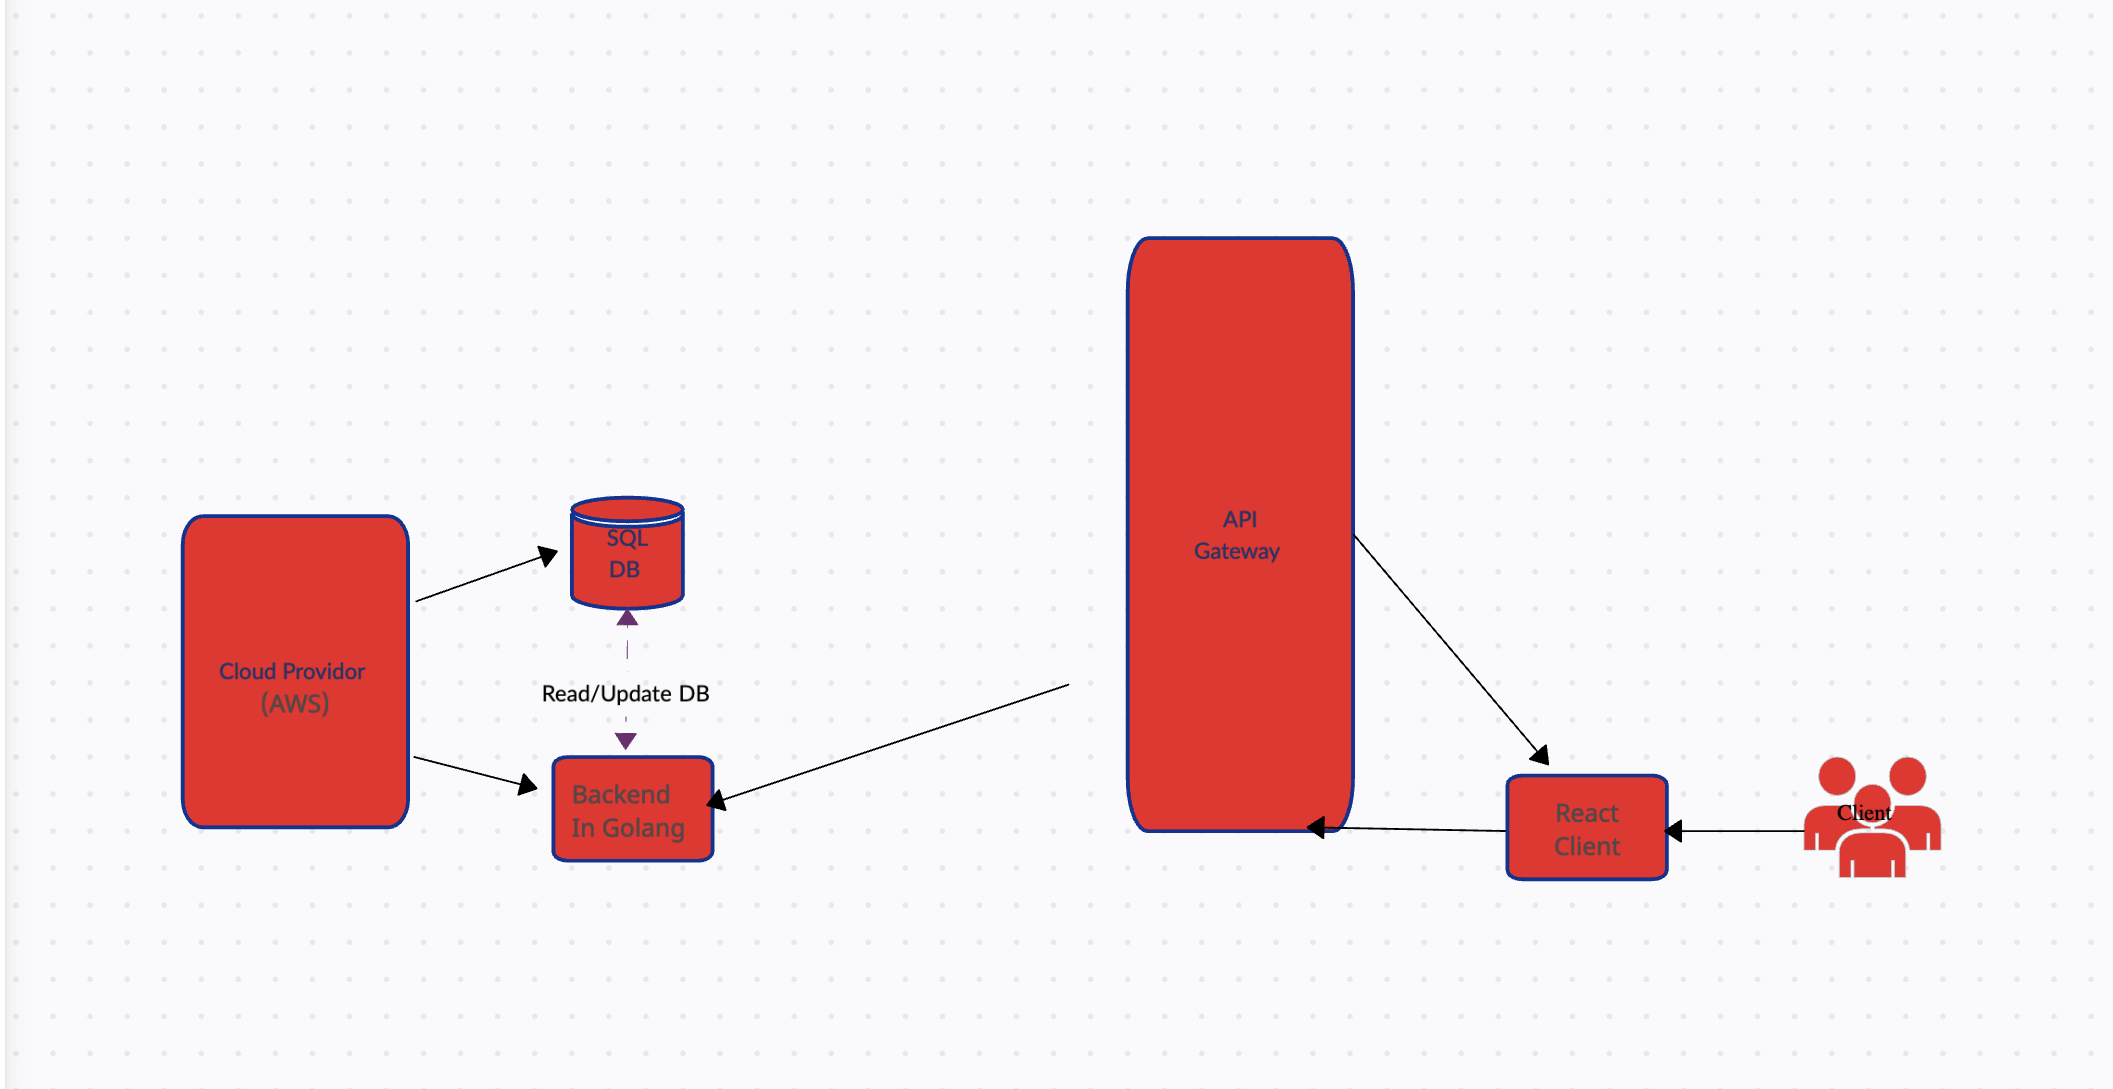 SQL
DB
Cloud Providor
(AWS)
Read/Update DB
Backend
In Golang
API
Gateway
React
Client
Client